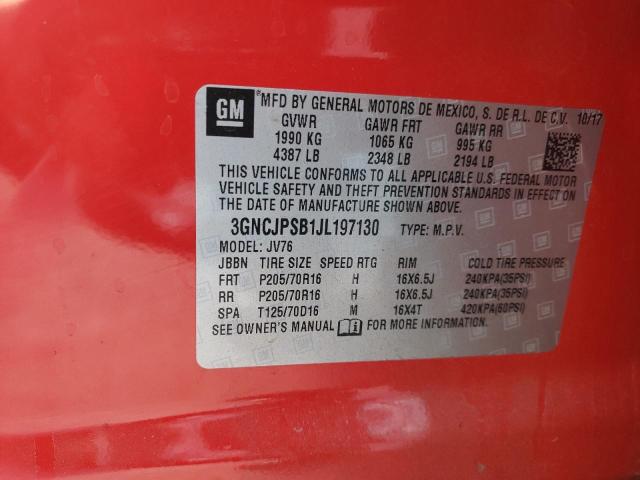 GM *MFD BY GENERAL MOTORS DE MEXICO, S. DE R.L. DE C.V. 10/17
GVWR GAWR FRT GAWR RR
1990 KG 1065 KG 995 KG
4387 LB 2348 LB 2194 LB
THIS VEHICLE CONFORMS TO ALL APPLICABLE U.S. FEDERAL MOTOR
VEHICLE SAFETY AND THEFT PREVENTION STANDARDS IN EFFECT ON
THE DATE OF MANUFACTURE SHOWN ABOVE.
3GNCJPSB1JL197130 TYPE: M.P.V.
MODEL: JV76
JBBN TIRE SIZE SPEED RTG RIM COLD TIRE PRESSURE
FRT P205/70R16 H 16X6.5J 240KPA(35PSI)
RR P205/70R16 H 16X6.5J 240KPA(35PSI)
SPA T125/70D16 M 16X4T 420KPA(60PSI)
SEE OWNER'S MANUAL FOR MORE INFORMATION.